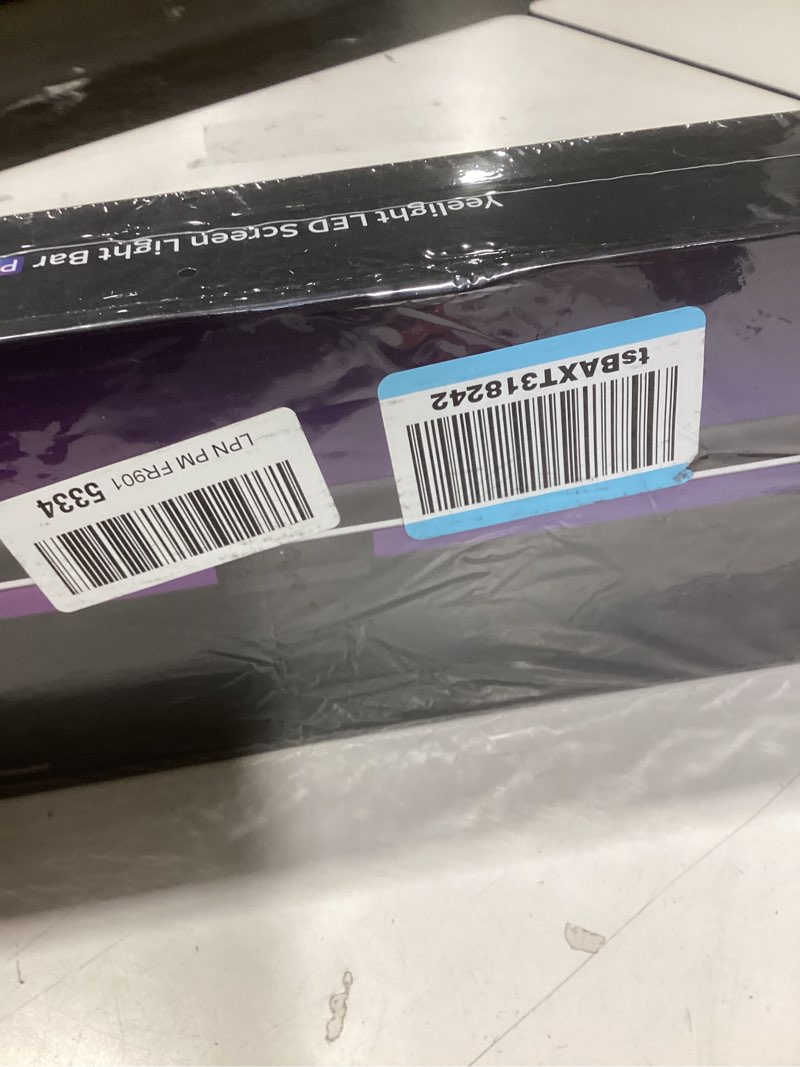 tsBAXT318242
LPN PM FR901
5334
Yeelight LED Screen Light Bar P